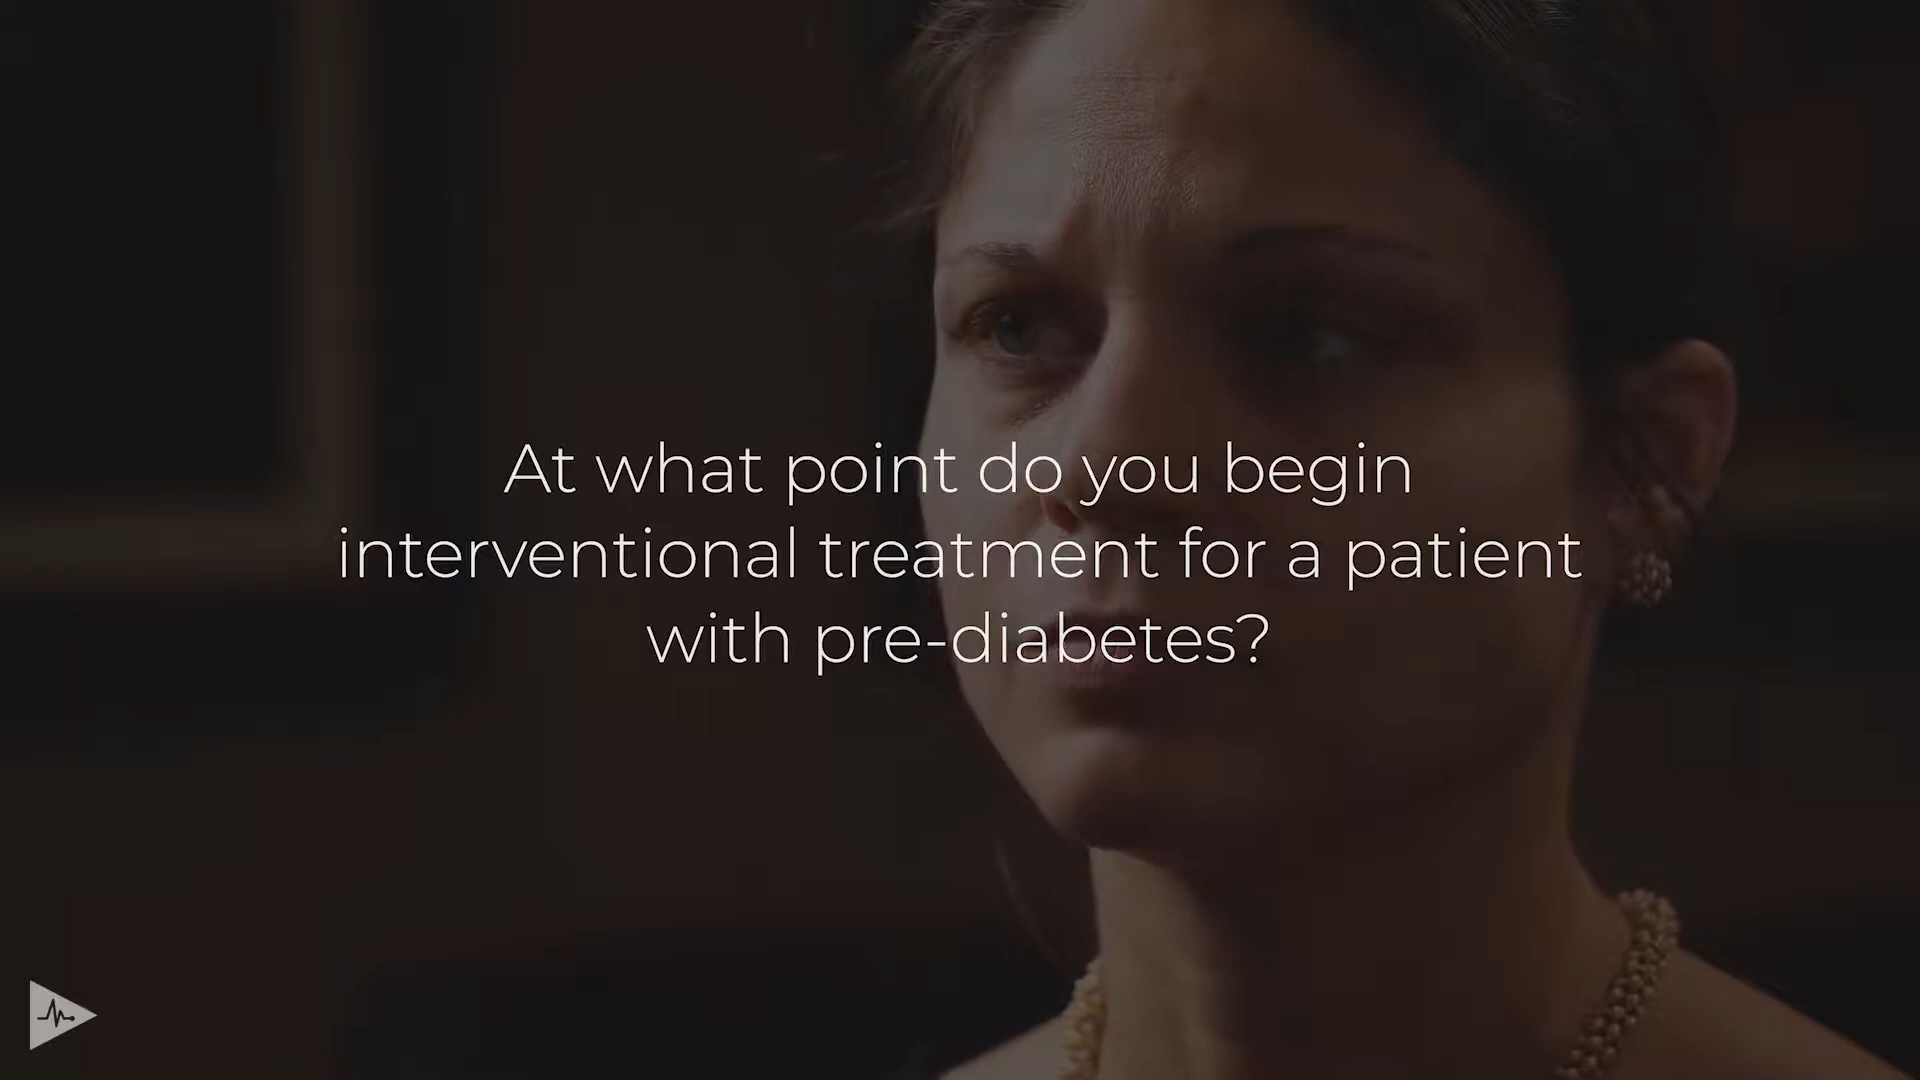 At what point do you begin
interventional treatment for a patient
with pre-diabetes?